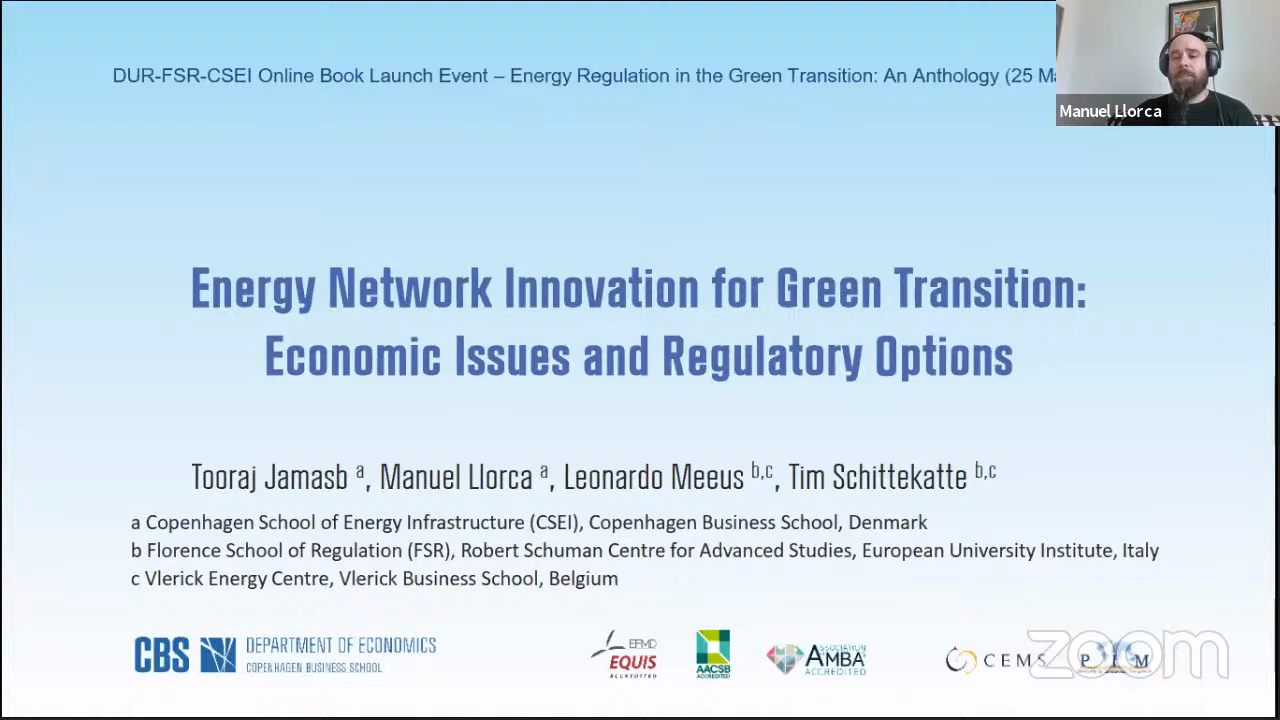 DUR-FSR-CSEI Online Book Launch Event – Energy Regulation in the Green Transition: An Anthology (25
Manuel Llorca
Energy Network Innovation for Green Transition:
Economic Issues and Regulatory Options
Tooraj Jamasb a, Manuel Llorca a, Leonardo Meeus b,c, Tim Schittekatte b,c
a Copenhagen School of Energy Infrastructure (CSEI), Copenhagen Business School, Denmark
b Florence School of Regulation (FSR), Robert Schuman Centre for Advanced Studies, European University Institute, Italy
c Vlerick Energy Centre, Vlerick Business School, Belgium
CBS DEPARTMENT OF ECONOMICS
COPENHAGEN BUSINESS SCHOOL
EFMD
EQUIS
ACCREDITED
AACSB
ACCREDITED
ASSOCIATION
AMBA
ACCREDITED
CEMS
PIM
zoom